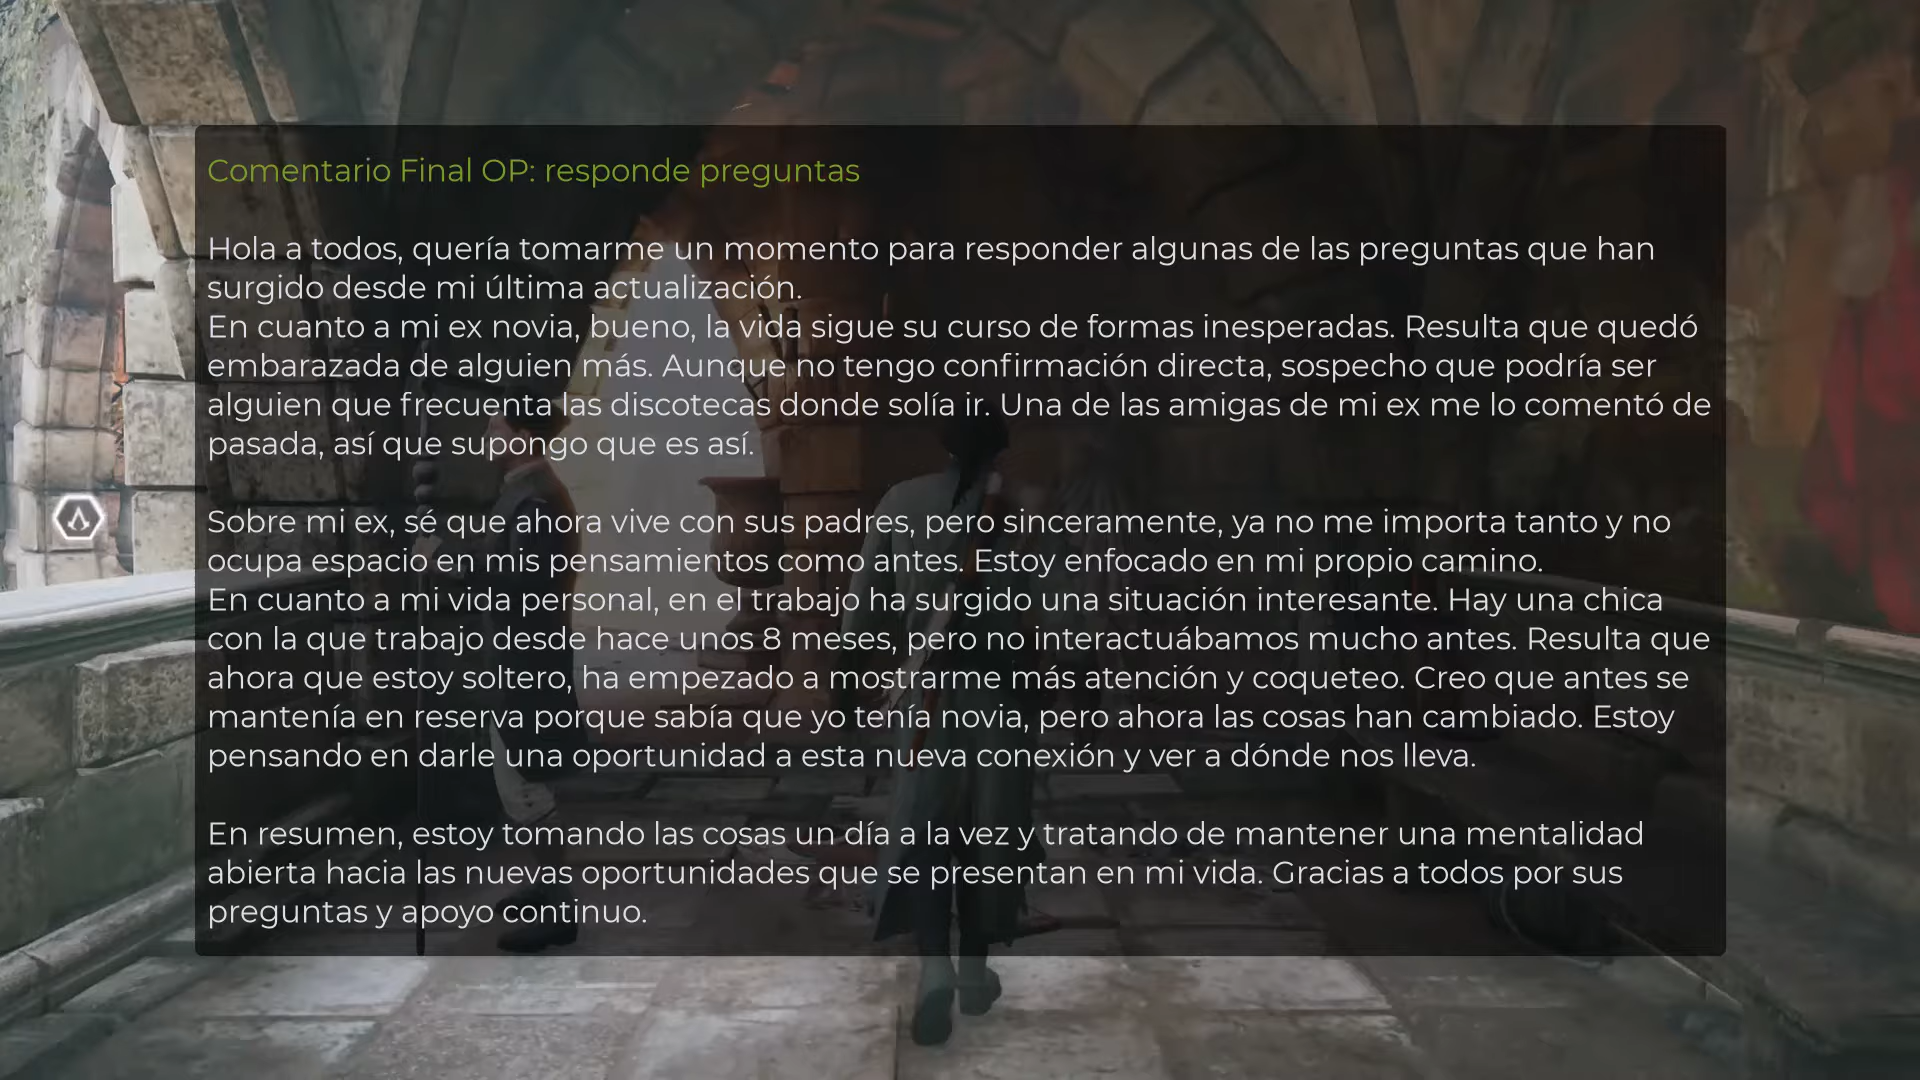 Comentario Final OP: responde preguntas
Hola a todos, quería tomarme un momento para responder algunas de las preguntas que han
surgido desde mi última actualización.
En cuanto a mi ex novia, bueno, la vida sigue su curso de formas inesperadas. Resulta que quedó
embarazada de alguien más. Aunque no tengo confirmación directa, sospecho que podría ser
alguien que frecuenta las discotecas donde solía ir. Una de las amigas de mi ex me lo comentó de
pasada, así que supongo que es así.
Sobre mi ex, sé que ahora vive con sus padres, pero sinceramente, ya no me importa tanto y no
ocupa espacio en mis pensamientos como antes. Estoy enfocado en mi propio camino.
En cuanto a mi vida personal, en el trabajo ha surgido una situación interesante. Hay una chica
con la que trabajo desde hace unos 8 meses, pero no interactuábamos mucho antes. Resulta que
ahora que estoy soltero, ha empezado a mostrarme más atención y coqueteo. Creo que antes se
mantenía en reserva porque sabía que yo tenía novia, pero ahora las cosas han cambiado. Estoy
pensando en darle una oportunidad a esta nueva conexión y ver a dónde nos lleva.
En resumen, estoy tomando las cosas un día a la vez y tratando de mantener una mentalidad
abierta hacia las nuevas oportunidades que se presentan en mi vida. Gracias a todos por sus
preguntas y apoyo continuo.